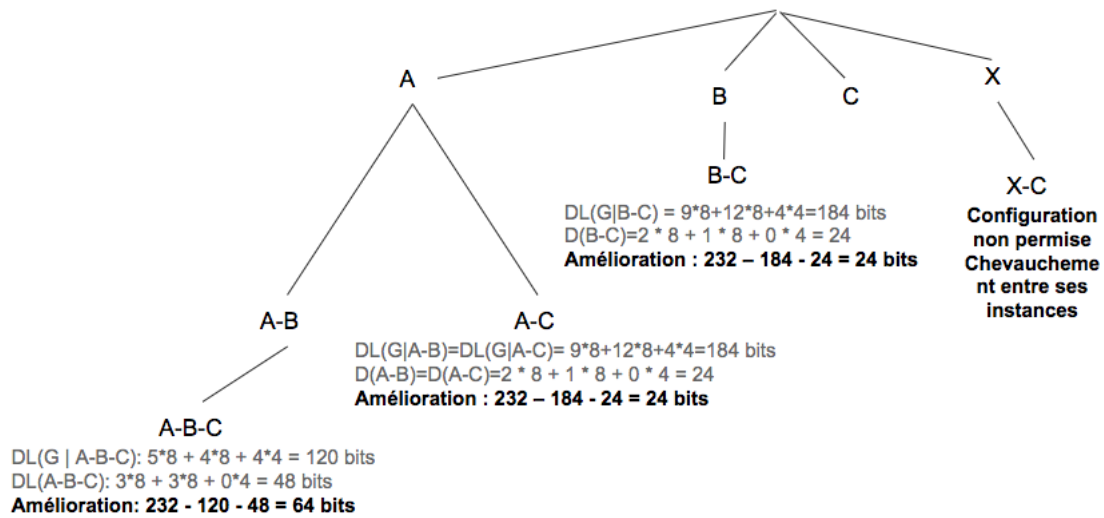 A
B
C
X
B-C
DL(G|B-C) = 9*8+12*8+4*4=184 bits
D(B-C)=2 * 8 + 1 * 8 + 0 * 4 = 24
Amélioration : 232 – 184 - 24 = 24 bits
X-C
Configuration
non permise
Chevaucheme
nt entre ses
instances
A-B
A-C
DL(G|A-B)=DL(G|A-C)= 9*8+12*8+4*4=184 bits
D(A-B)=D(A-C)=2 * 8 + 1 * 8 + 0 * 4 = 24
Amélioration : 232 – 184 - 24 = 24 bits
A-B-C
DL(G | A-B-C): 5*8 + 4*8 + 4*4 = 120 bits
DL(A-B-C): 3*8 + 3*8 + 0*4 = 48 bits
Amélioration: 232 - 120 - 48 = 64 bits